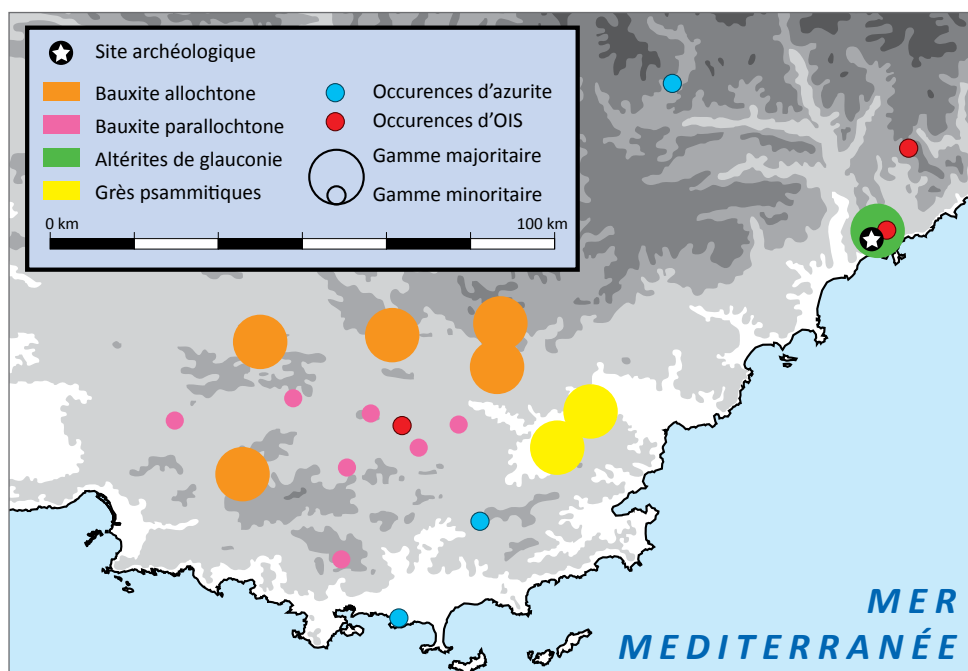 Site archéologique
Bauxite allochtone
Bauxite parallochtone
Altérites de glauconie
Grès psammitiques
Occurences d'azurite
Occurences d'OIS
Gamme majoritaire
Gamme minoritaire
0 km
100 km
MER
MEDITERRANÉE